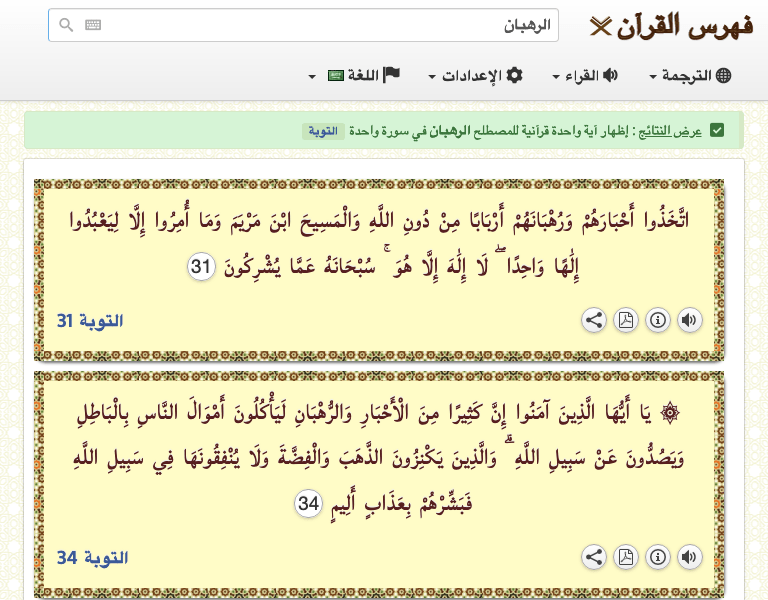 فهرس القرآن
الرهبان
الترجمة القراء الإعدادات اللغة
عرض النتائج : إظهار آية واحدة قرآنية للمصطلح الرهبان في سورة واحدة التوبة
اتَّخَذُوا أَحْبَارَهُمْ وَرُهْبَانَهُمْ أَرْبَابًا مِنْ دُونِ اللَّهِ وَالْمَسِيحَ ابْنَ مَرْيَمَ وَمَا أُمِرُوا إِلَّا لِيَعْبُدُوا
إِلَٰهًا وَاحِدًا ۖ لَا إِلَٰهَ إِلَّا هُوَ ۚ سُبْحَانَهُ عَمَّا يُشْرِكُونَ 31
التوبة 31
۞ يَا أَيُّهَا الَّذِينَ آمَنُوا إِنَّ كَثِيرًا مِنَ الْأَحْبَارِ وَالرُّهْبَانِ لَيَأْكُلُونَ أَمْوَالَ النَّاسِ بِالْبَاطِلِ
وَيَصُدُّونَ عَنْ سَبِيلِ اللَّهِ ۗ وَالَّذِينَ يَكْنِزُونَ الذَّهَبَ وَالْفِضَّةَ وَلَا يُنْفِقُونَهَا فِي سَبِيلِ اللَّهِ
فَبَشِّرْهُمْ بِعَذَابٍ أَلِيمٍ 34
التوبة 34